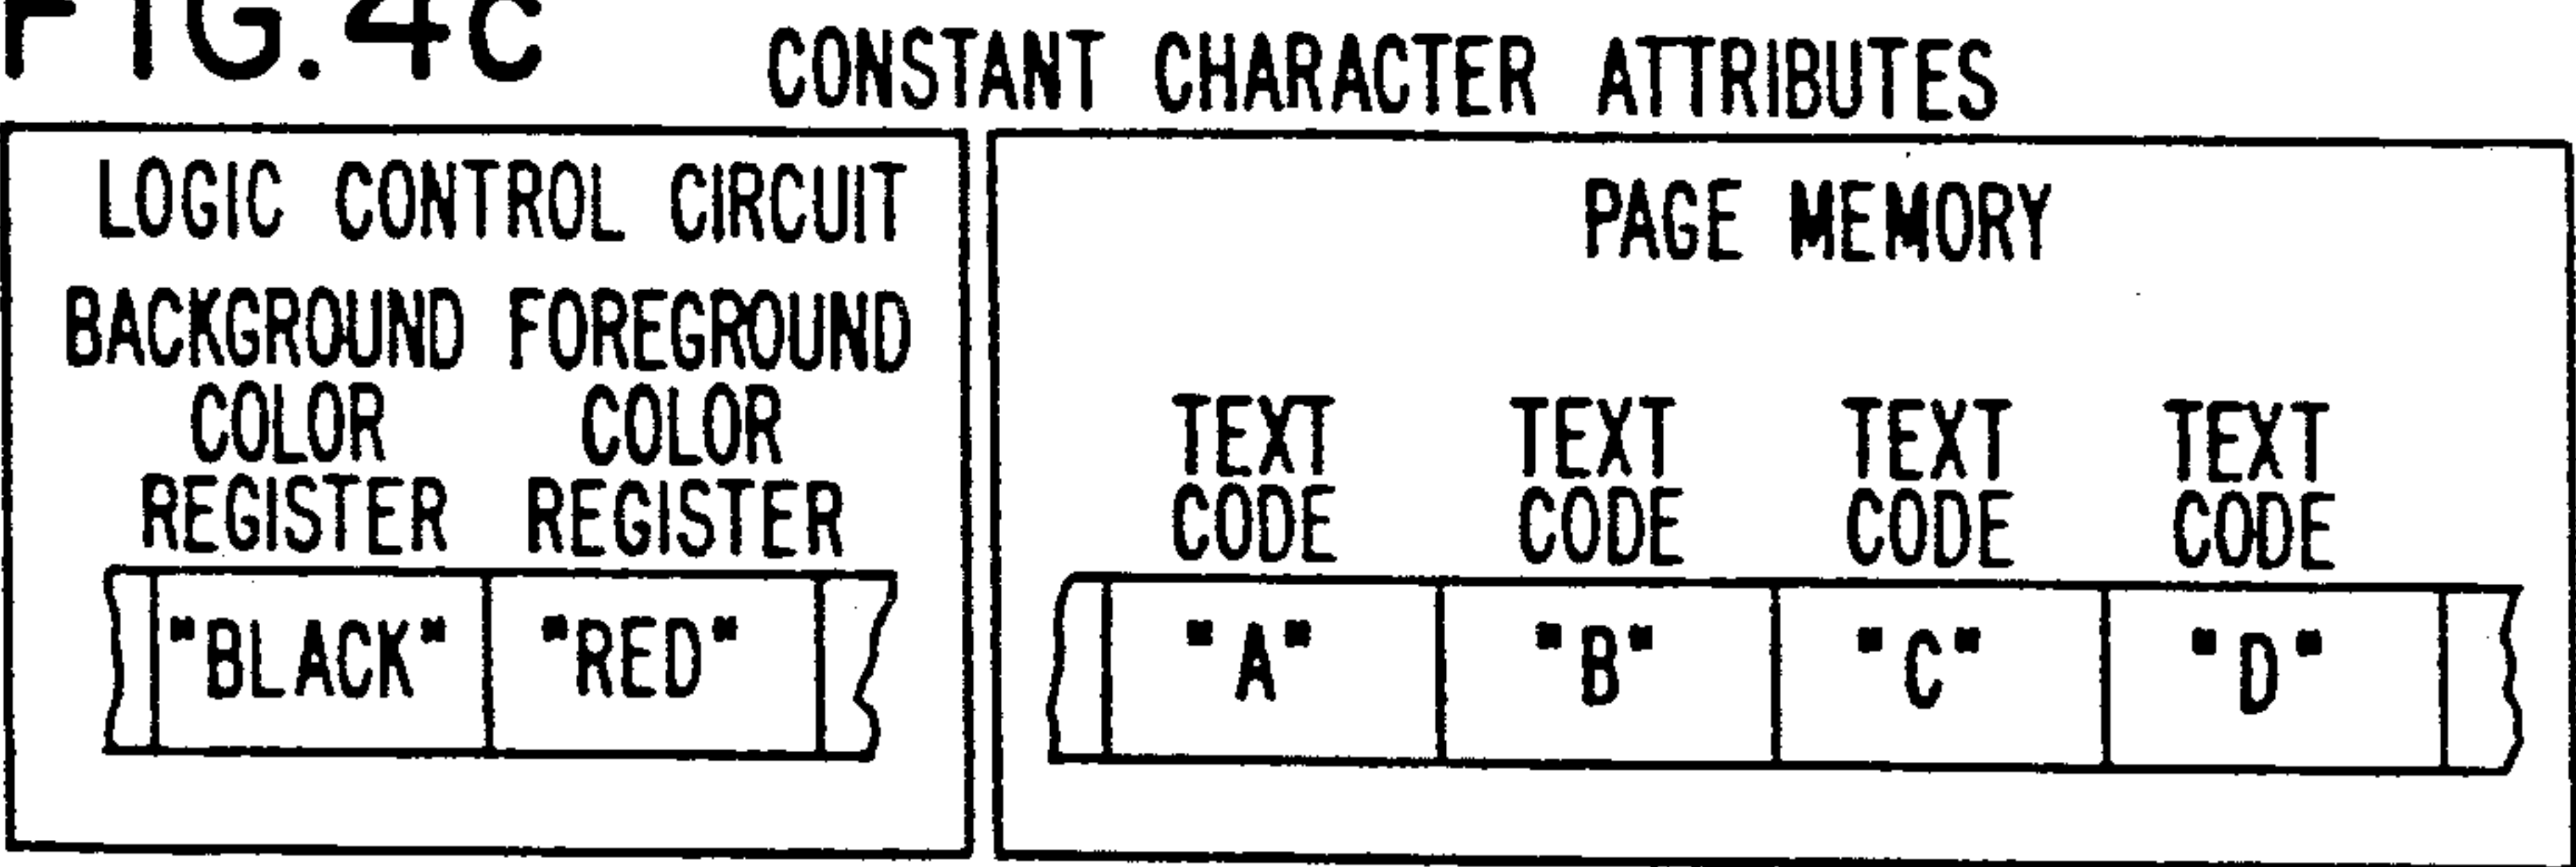 FIG. 4c
CONSTANT CHARACTER ATTRIBUTES
LOGIC CONTROL CIRCUIT
BACKGROUND FOREGROUND
COLOR COLOR
REGISTER REGISTER
"BLACK" "RED"
PAGE MEMORY
TEXT TEXT TEXT TEXT
CODE CODE CODE CODE
"A" "B" "C" "D"